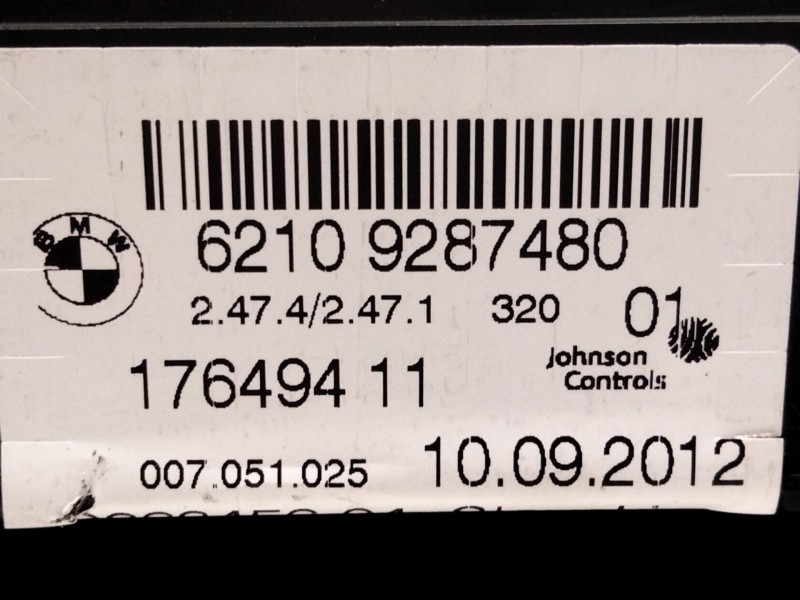 BMW
6210 9287480
2.47.4/2.47.1 320 01
Johnson
Controls
176494 11
007.051.025 10.09.2012